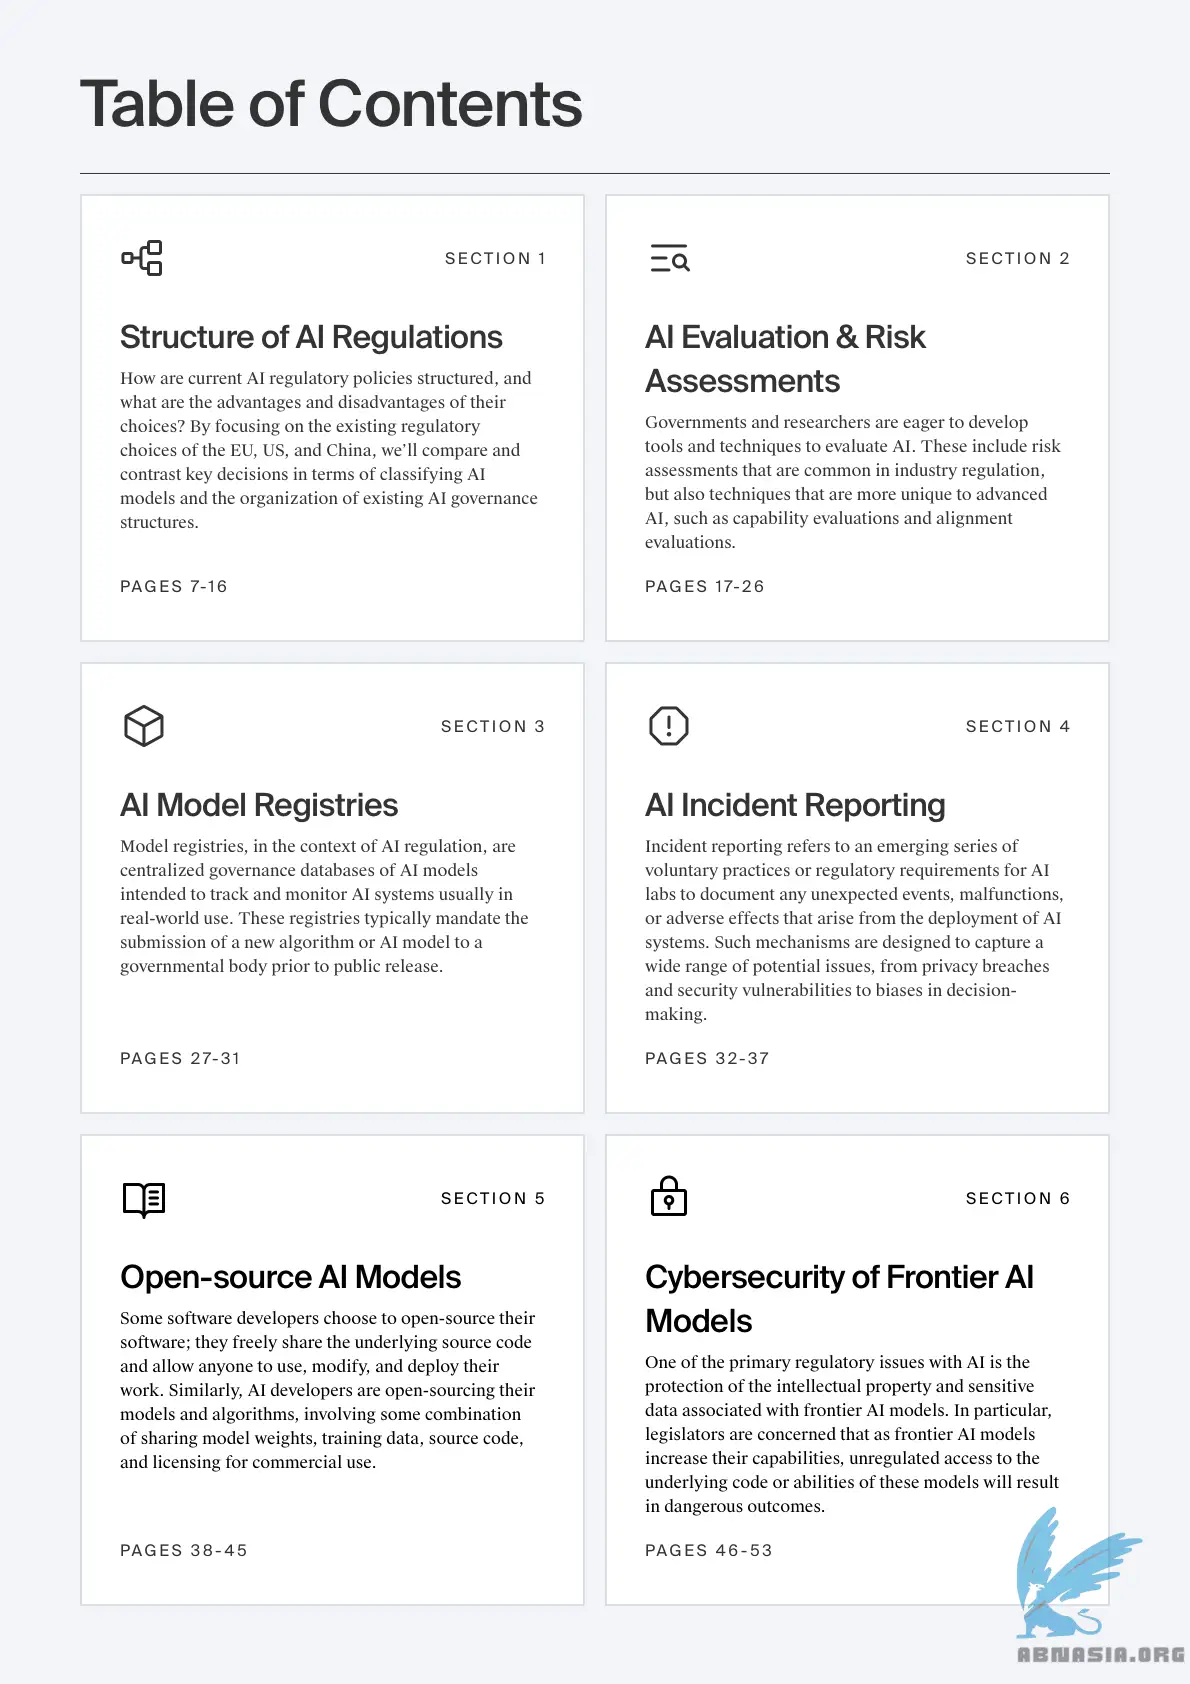 Table of Contents
SECTION 1
Structure of AI Regulations
How are current AI regulatory policies structured, and
what are the advantages and disadvantages of their
choices? By focusing on the existing regulatory
choices of the EU, US, and China, we’ll compare and
contrast key decisions in terms of classifying AI
models and the organization of existing AI governance
structures.
PAGES 7-16
SECTION 2
AI Evaluation & Risk
Assessments
Governments and researchers are eager to develop
tools and techniques to evaluate AI. These include risk
assessments that are common in industry regulation,
but also techniques that are more unique to advanced
AI, such as capability evaluations and alignment
evaluations.
PAGES 17-26
SECTION 3
AI Model Registries
Model registries, in the context of AI regulation, are
centralized governance databases of AI models
intended to track and monitor AI systems usually in
real-world use. These registries typically mandate the
submission of a new algorithm or AI model to a
governmental body prior to public release.
PAGES 27-31
SECTION 4
AI Incident Reporting
Incident reporting refers to an emerging series of
voluntary practices or regulatory requirements for AI
labs to document any unexpected events, malfunctions,
or adverse effects that arise from the deployment of AI
systems. Such mechanisms are designed to capture a
wide range of potential issues, from privacy breaches
and security vulnerabilities to biases in decision-
making.
PAGES 32-37
SECTION 5
Open-source AI Models
Some software developers choose to open-source their
software; they freely share the underlying source code
and allow anyone to use, modify, and deploy their
work. Similarly, AI developers are open-sourcing their
models and algorithms, involving some combination
of sharing model weights, training data, source code,
and licensing for commercial use.
PAGES 38-45
SECTION 6
Cybersecurity of Frontier AI
Models
One of the primary regulatory issues with AI is the
protection of the intellectual property and sensitive
data associated with frontier AI models. In particular,
legislators are concerned that as frontier AI models
increase their capabilities, unregulated access to the
underlying code or abilities of these models will result
in dangerous outcomes.
PAGES 46-53
ABNASIA.ORG